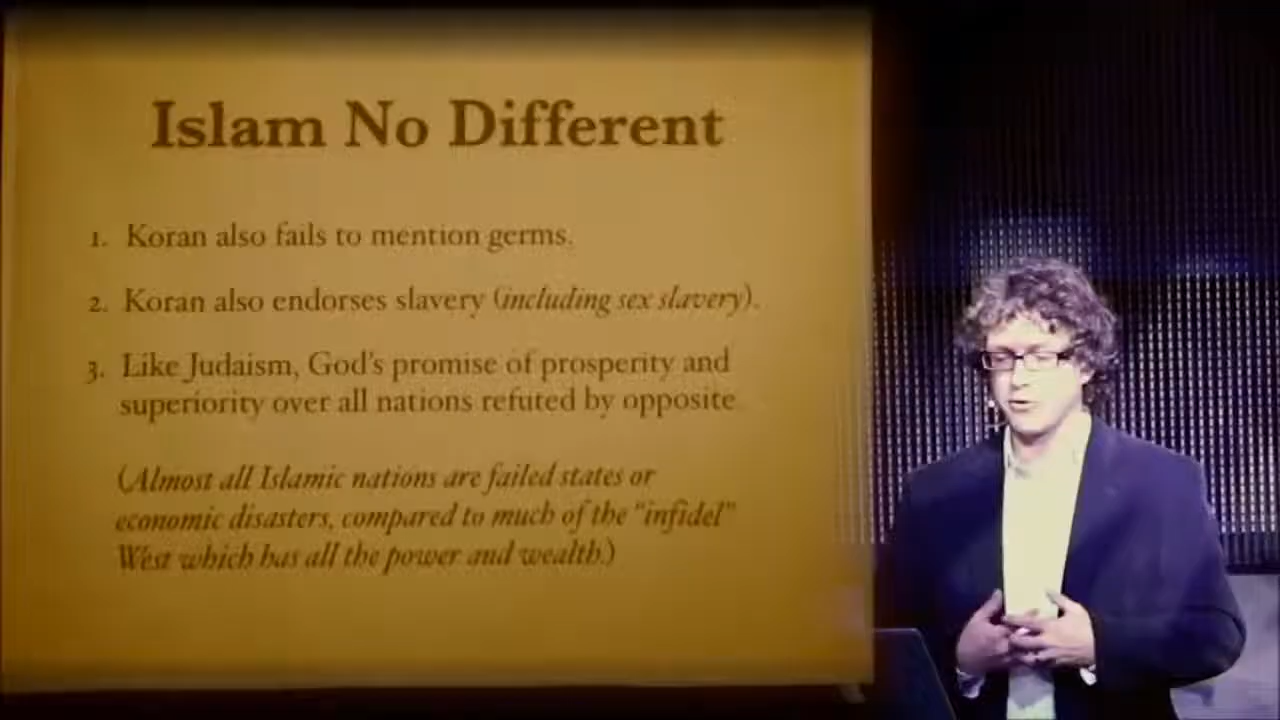 Islam No Different
1. Koran also fails to mention germs.
2. Koran also endorses slavery (including sex slavery).
3. Like Judaism, God's promise of prosperity and
superiority over all nations refuted by opposite
(Almost all Islamic nations are failed states or
economic disasters, compared to much of the "infidel"
West which has all the power and wealth.)